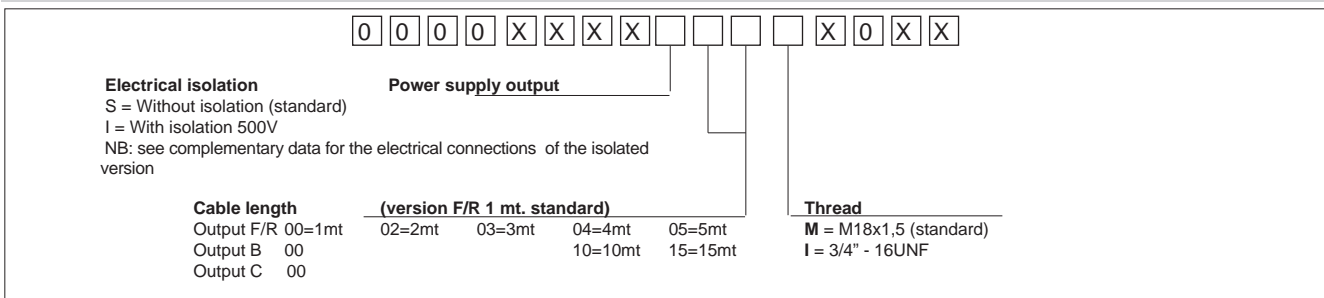 0 0 0 0 X X X X X 0 X X
Electrical isolation Power supply output
S = Without isolation (standard)
I = With isolation 500V
NB: see complementary data for the electrical connections of the isolated
version
Cable length (version F/R 1 mt. standard) Thread
Output F/R 00=1mt 02=2mt 03=3mt 04=4mt 05=5mt M = M18x1,5 (standard)
Output B 00 10=10mt 15=15mt I = 3/4" - 16UNF
Output C 00